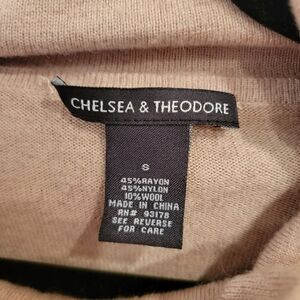 CHELSEA & THEODORE
S
45%RAYON
45%NYLON
10%WOOL
MADE IN CHINA
RN# 93178
SEE REVERSE
FOR CARE